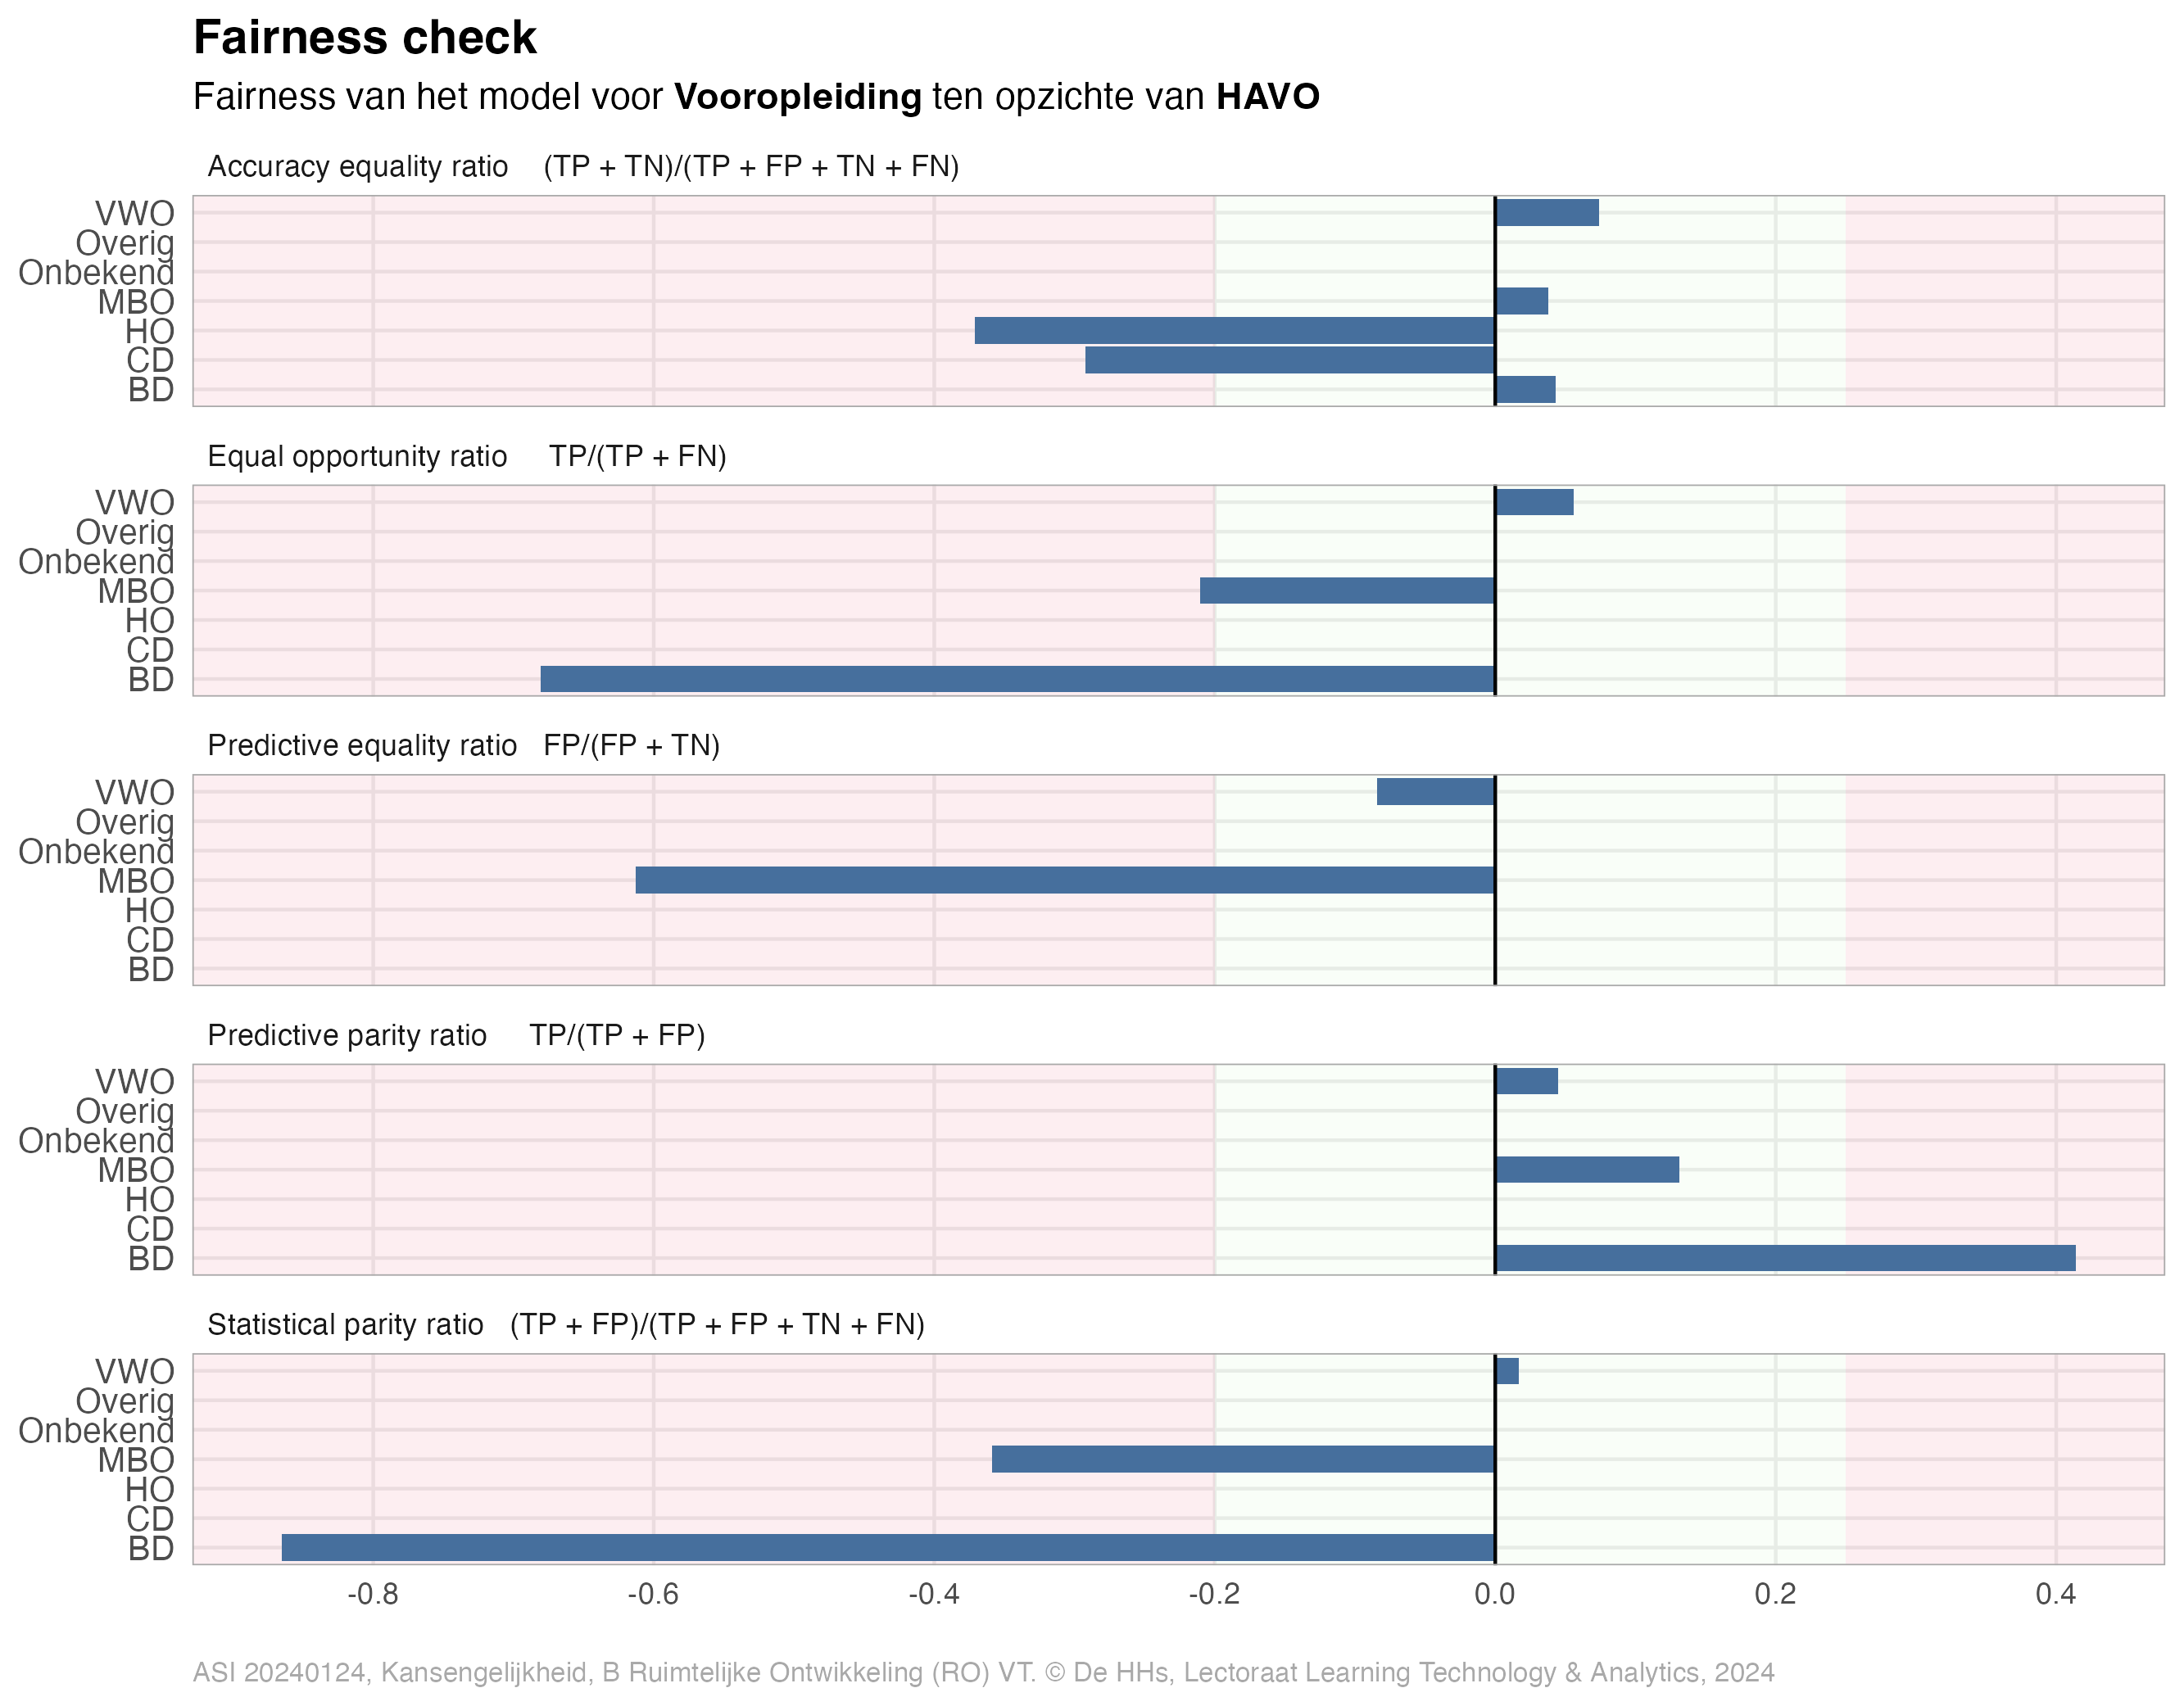 Fairness check
Fairness van het model voor Vooropleiding ten opzichte van HAVO
Accuracy equality ratio (TP + TN)/(TP + FP + TN + FN)
VWO
Overig
Onbekend
MBO
HO
CD
BD
Equal opportunity ratio TP/(TP + FN)
VWO
Overig
Onbekend
MBO
HO
CD
BD
Predictive equality ratio FP/(FP + TN)
VWO
Overig
Onbekend
MBO
HO
CD
BD
Predictive parity ratio TP/(TP + FP)
VWO
Overig
Onbekend
MBO
HO
CD
BD
Statistical parity ratio (TP + FP)/(TP + FP + TN + FN)
VWO
Overig
Onbekend
MBO
HO
CD
BD
-0.8 -0.6 -0.4 -0.2 0.0 0.2 0.4
ASI 20240124, Kansengelijkheid, B Ruimtelijke Ontwikkeling (RO) VT. © De HHs, Lectoraat Learning Technology & Analytics, 2024